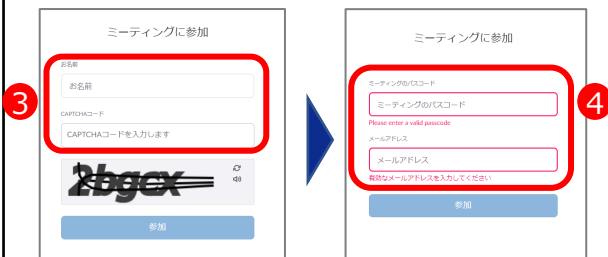 ミーティングに参加
お名前
お名前
CAPTCHAコード
CAPTCHAコードを入力します
2bgcx
参加
3
ミーティングに参加
ミーティングのパスコード
ミーティングのパスコード
Please enter a valid passcode
メールアドレス
メールアドレス
有効なメールアドレスを入力してください
参加
4